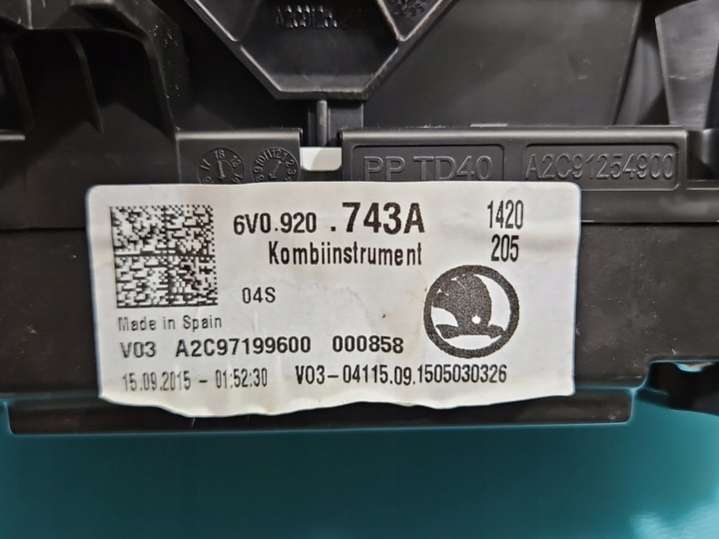 PP TD40
A2C91254900
6V0.920 .743A
1420
Kombiinstrument
205
04S
Made in Spain
V03 A2C97199600 000858
15.09.2015 - 01:52:30 V03-04115.09.1505030326